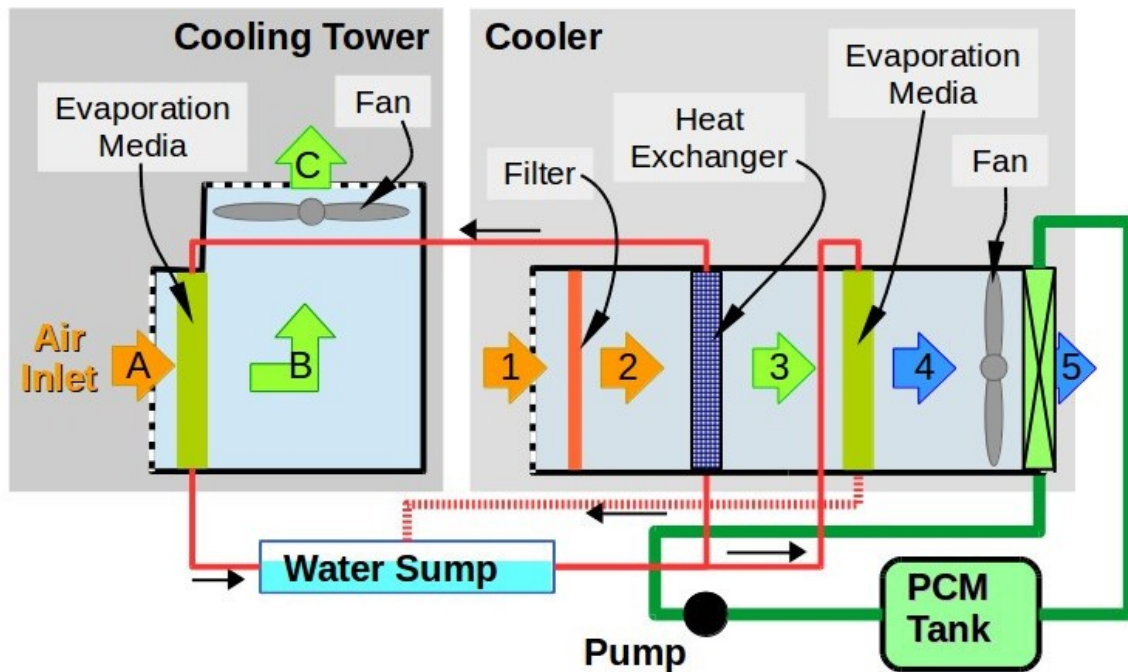 Cooling Tower
Cooler
Evaporation
Media
Fan
C
Filter
Heat
Exchanger
Evaporation
Media
Fan
Air
Inlet
A
B
1
2
3
4
5
Water Sump
Pump
PCM
Tank